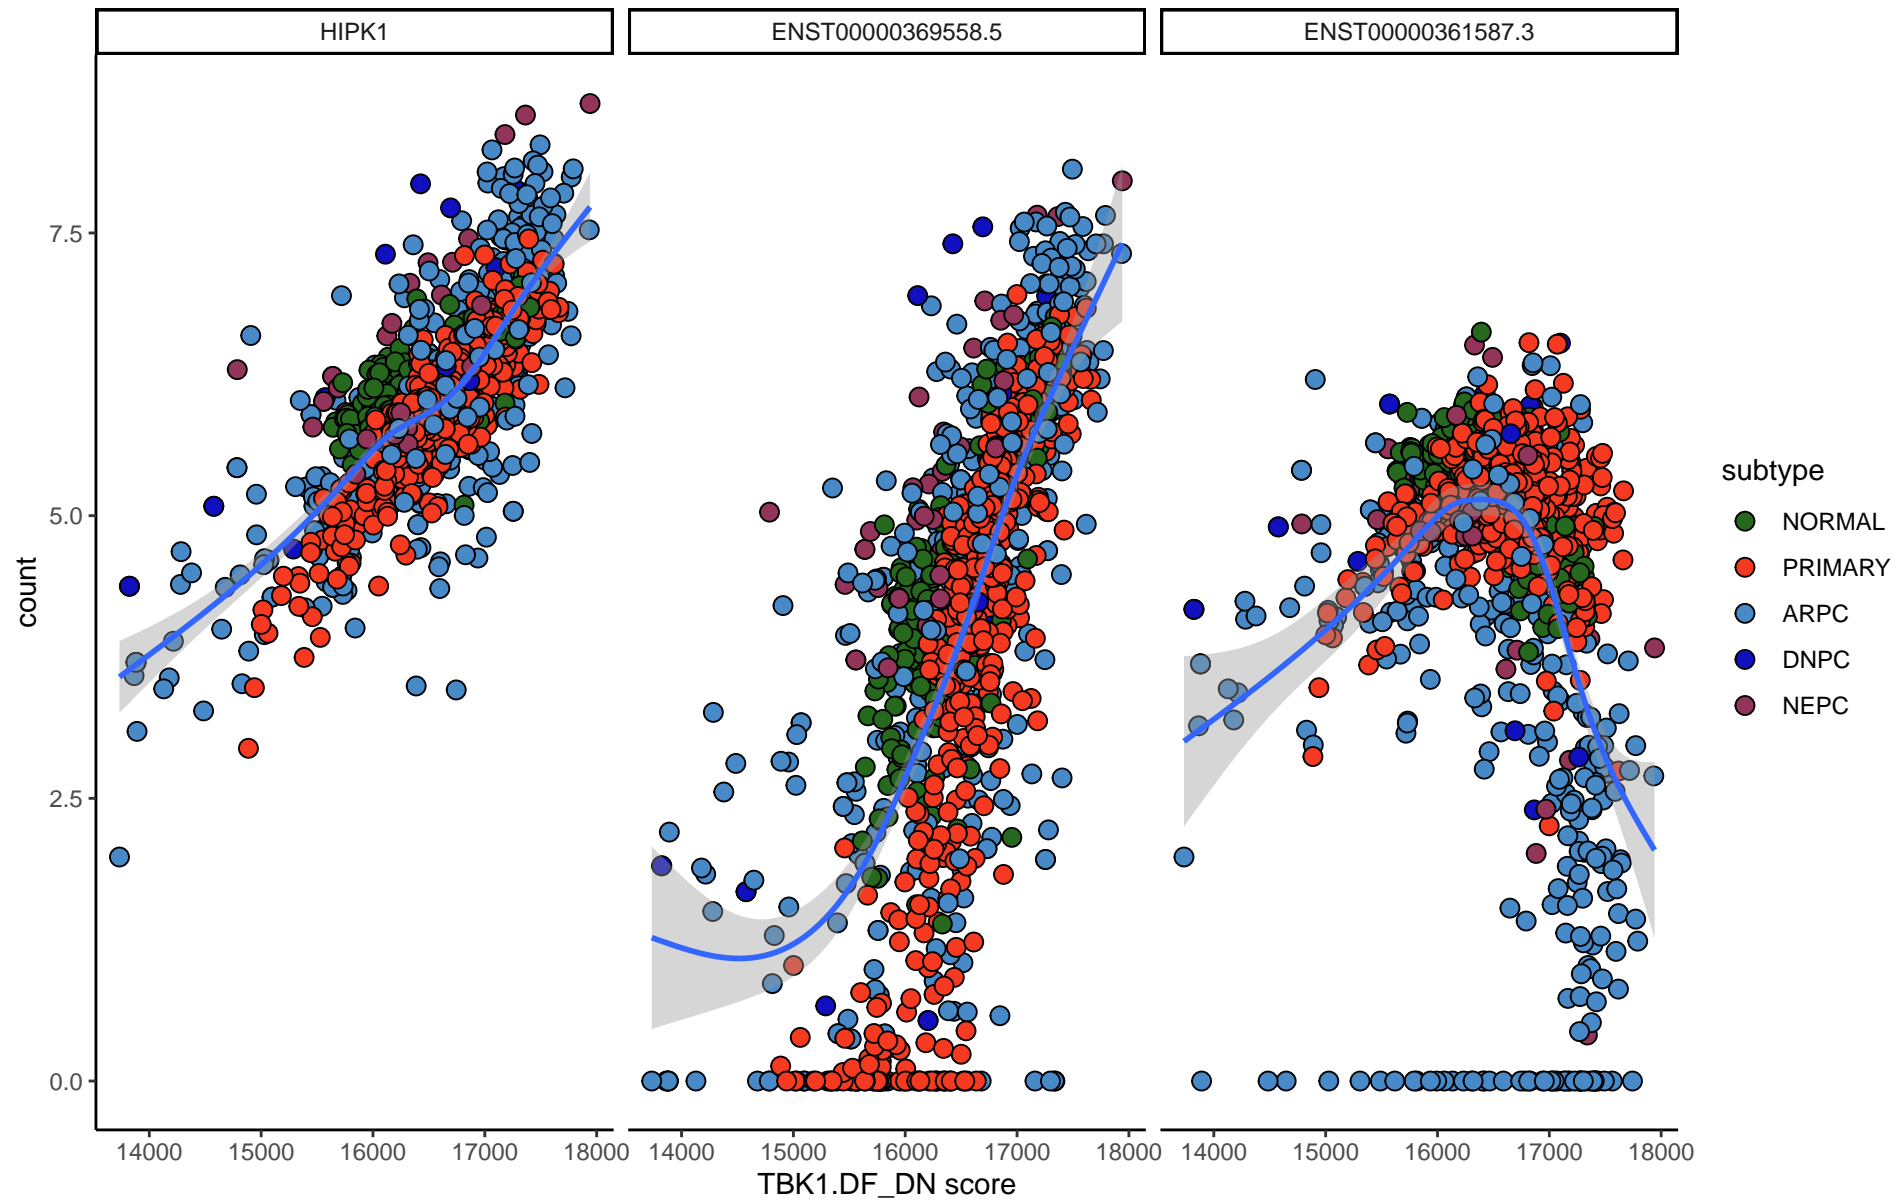 HIPK1 ENST00000369558.5 ENST00000361587.3
7.5
5.0
2.5
0.0
count
14000 15000 16000 17000 18000 14000 15000 16000 17000 18000 14000 15000 16000 17000 18000
TBK1.DF_DN score
subtype
NORMAL
PRIMARY
ARPC
DNPC
NEPC